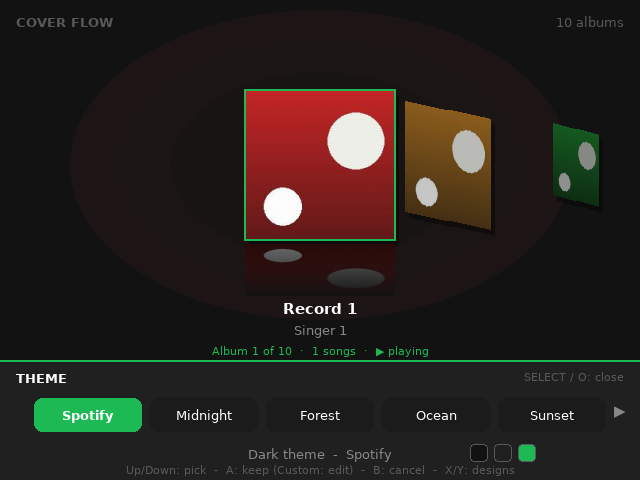 COVER FLOW
10 albums
Record 1
Singer 1
Album 1 of 10 · 1 songs · ▶ playing
THEME
SELECT / O: close
Spotify
Midnight
Forest
Ocean
Sunset
▶
Dark theme - Spotify
Up/Down: pick - A: keep (Custom: edit) - B: cancel - X/Y: designs